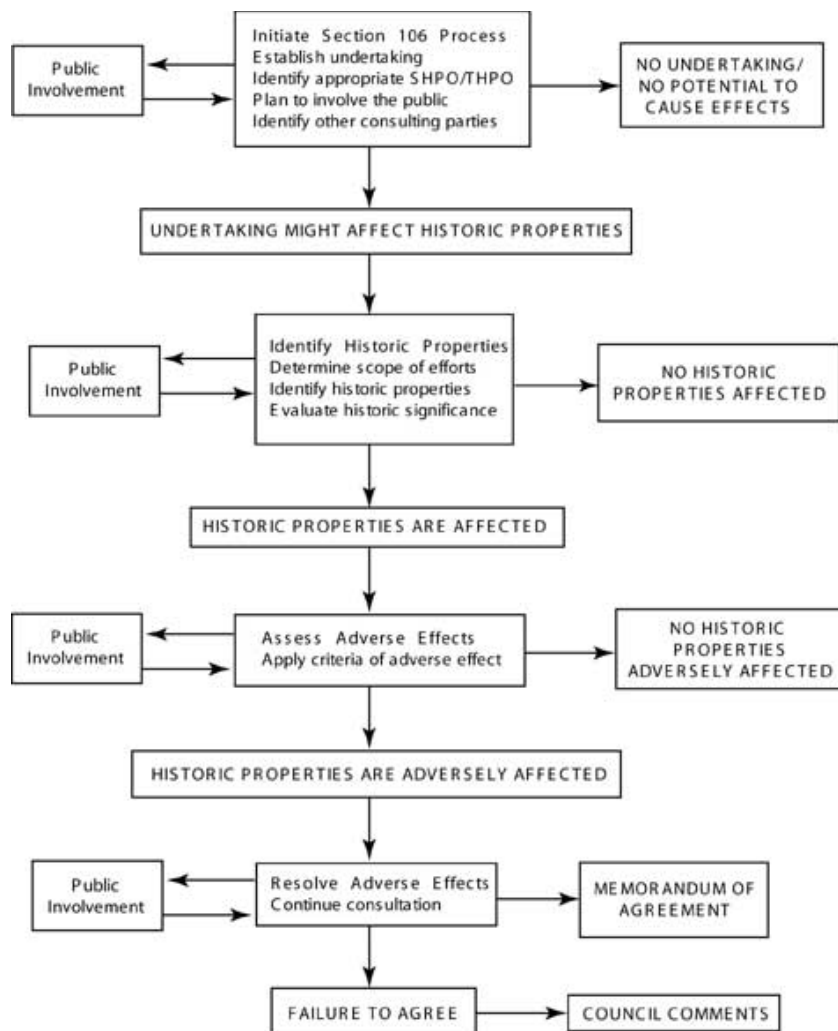 Public
Involvement
Initiate Section 106 Process
Establish undertaking
Identify appropriate SHPO/THPO
Plan to involve the public
Identify other consulting parties
NO UNDERTAKING/
NO POTENTIAL TO
CAUSE EFFECTS
UNDERTAKING MIGHT AFFECT HISTORIC PROPERTIES
Public
Involvement
Identify Historic Properties
Determine scope of efforts
Identify historic properties
Evaluate historic significance
NO HISTORIC
PROPERTIES AFFECTED
HISTORIC PROPERTIES ARE AFFECTED
Public
Involvement
Assess Adverse Effects
Apply criteria of adverse effect
NO HISTORIC
PROPERTIES
ADVERSELY AFFECTED
HISTORIC PROPERTIES ARE ADVERSELY AFFECTED
Public
Involvement
Resolve Adverse Effects
Continue consultation
MEMORANDUM OF
AGREEMENT
FAILURE TO AGREE
COUNCIL COMMENTS